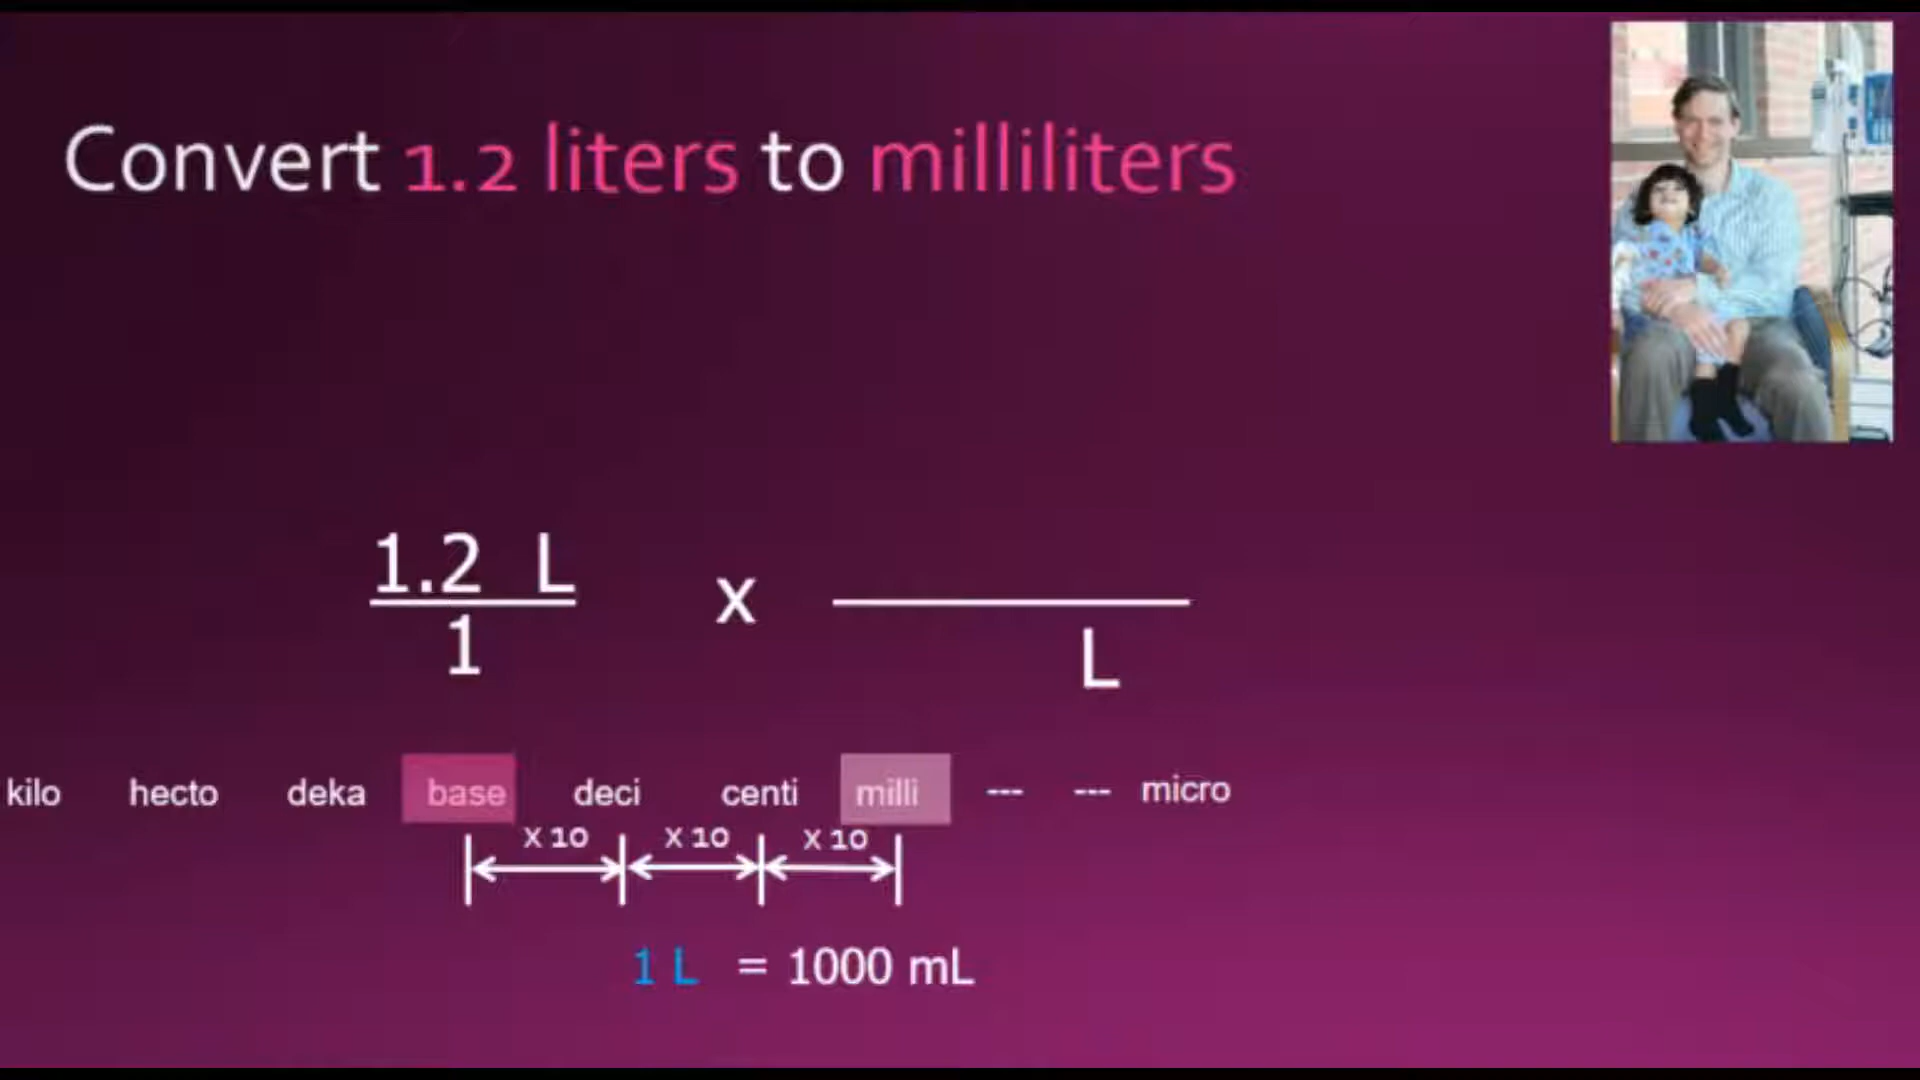 Convert 1.2 liters to milliliters
1.2 L x
1 L
kilo hecto deka base deci centi milli --- --- micro
x 10 x 10 x 10
1 L = 1000 mL